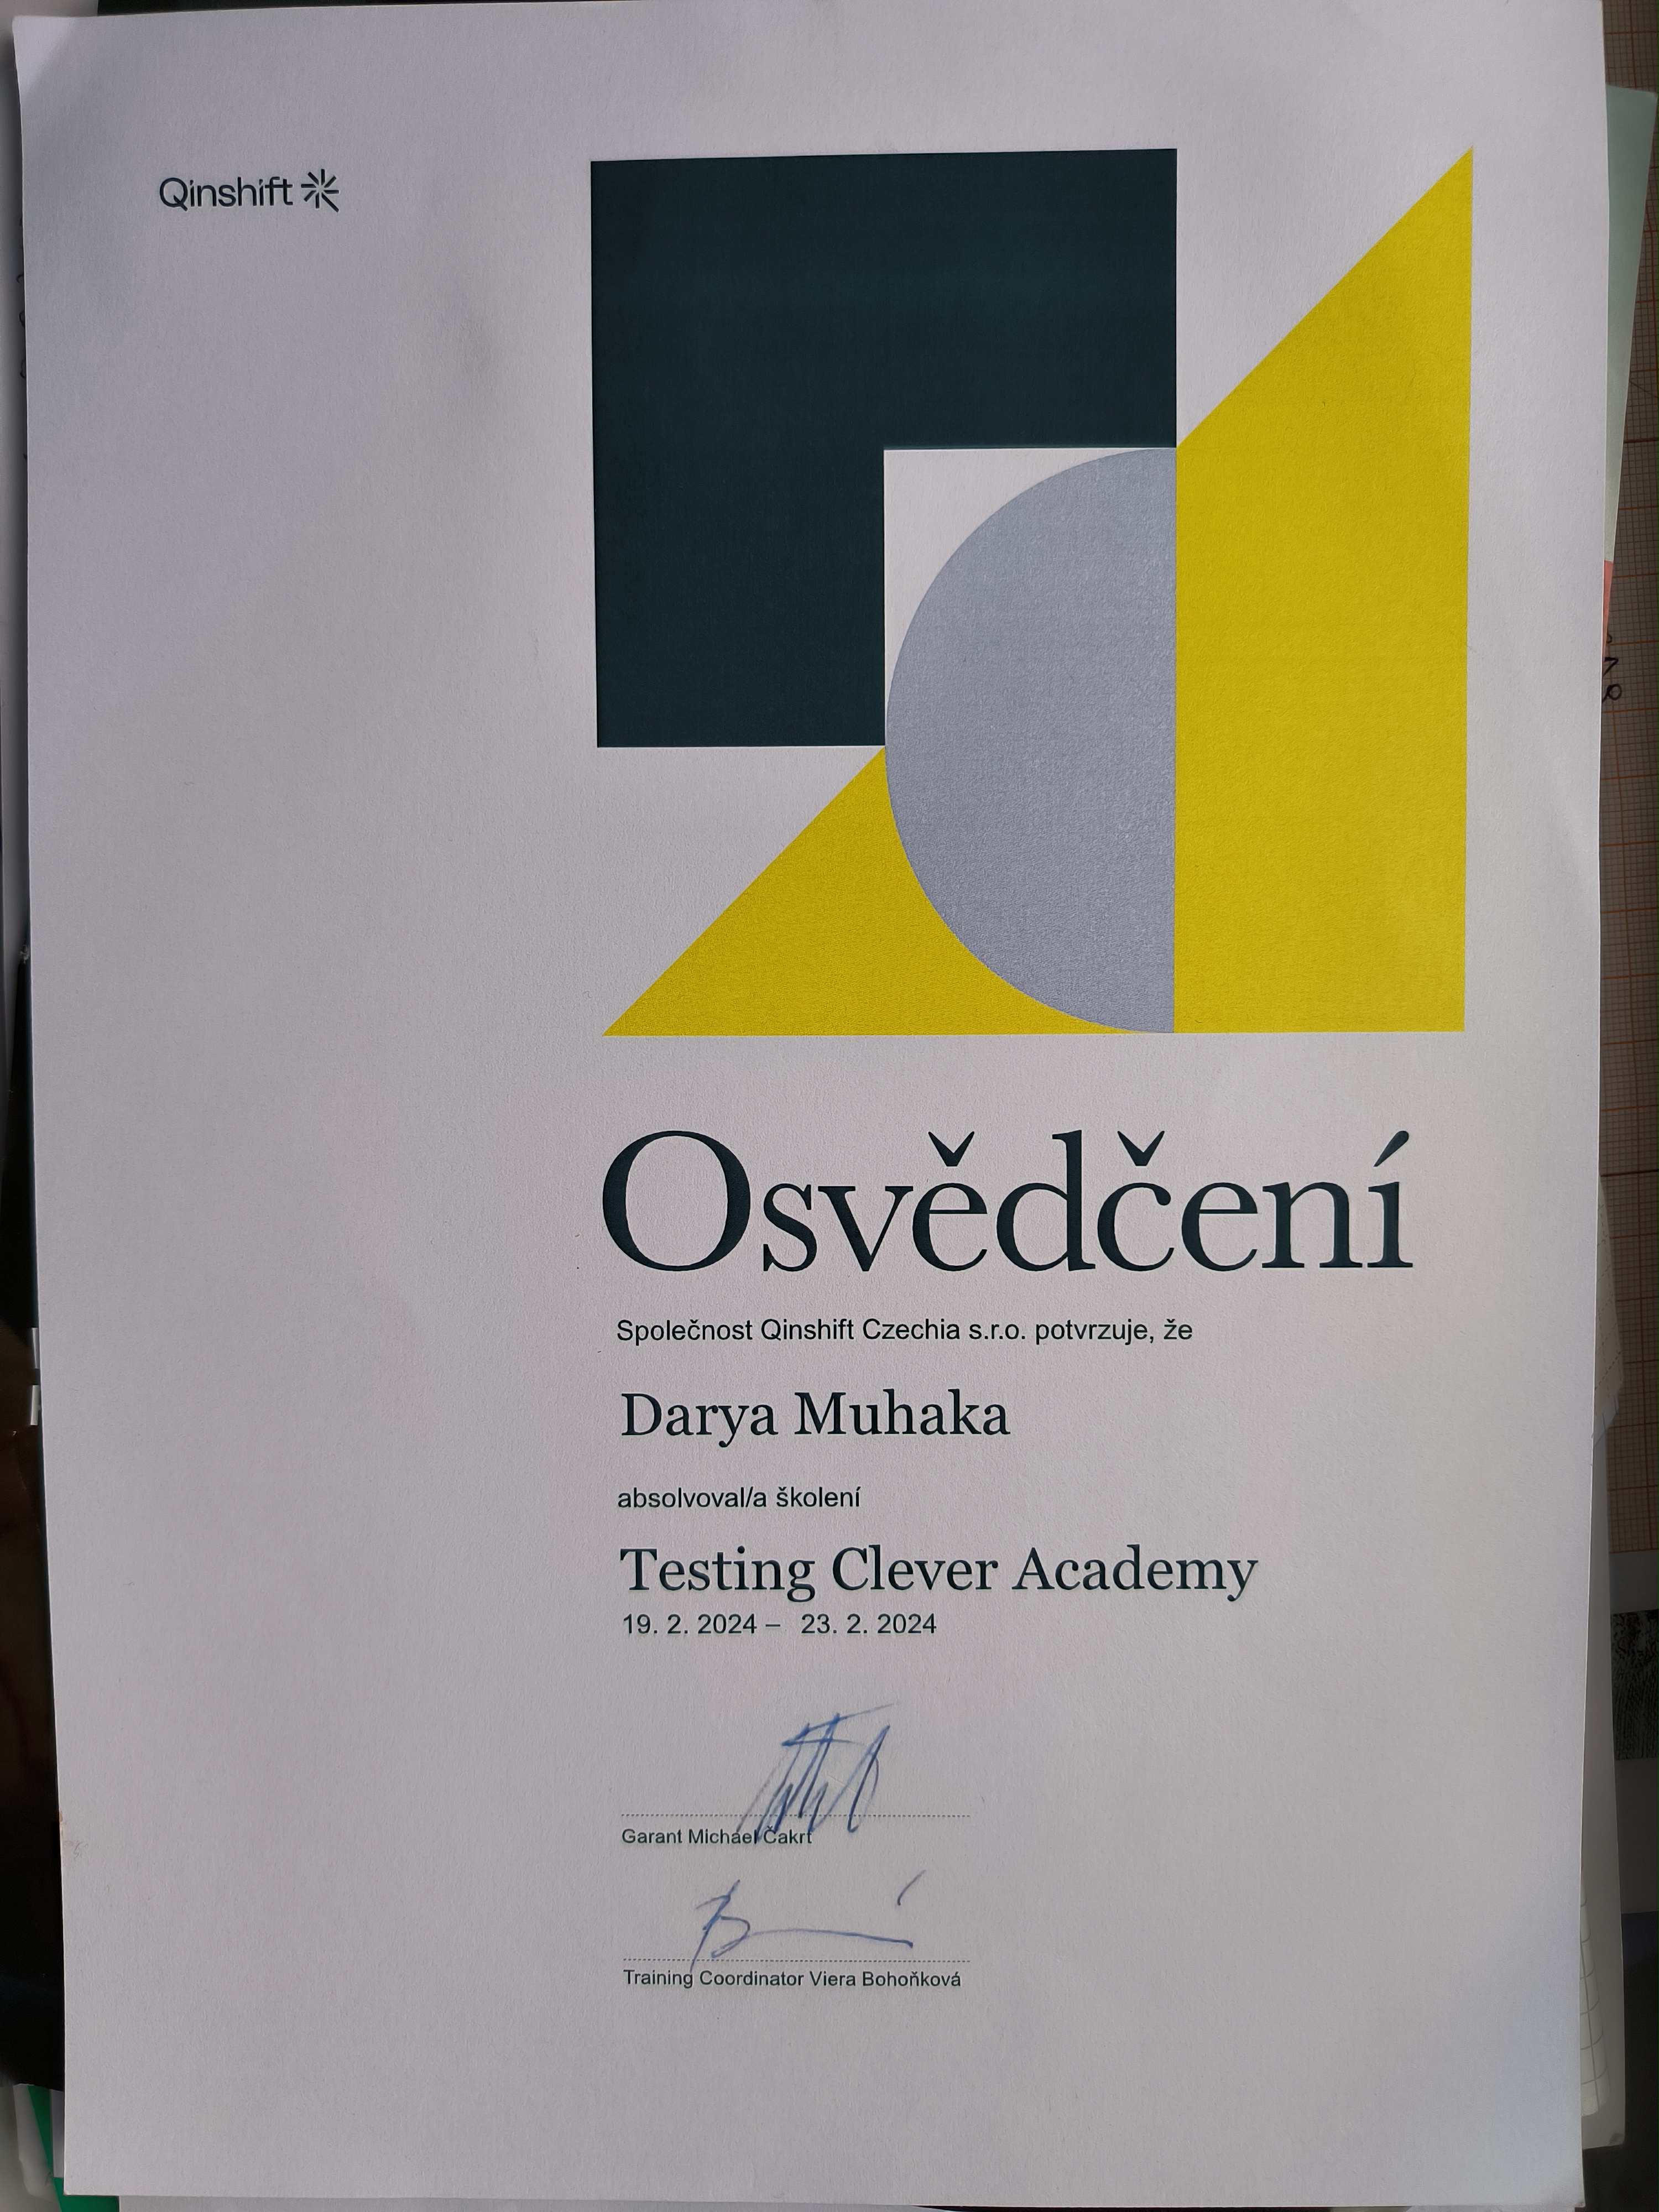 Qinshift
Osvědčení
Společnost Qinshift Czechia s.r.o. potvrzuje, že
Darya Muhaka
absolvoval/a školení
Testing Clever Academy
19. 2. 2024 – 23. 2. 2024
Garant Michael Čakrt
Training Coordinator Viera Bohoňková